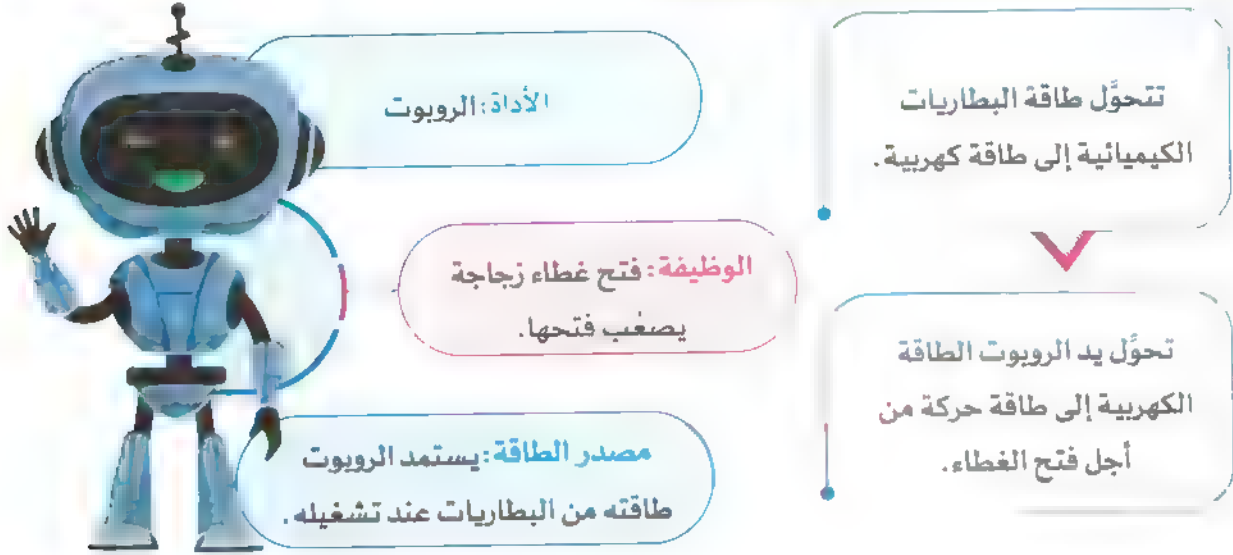 الأداة: الروبوت
الوظيفة: فتح غطاء زجاجة
يصعب فتحها.
مصدر الطاقة: يستمد الروبوت
طاقته من البطاريات عند تشغيله.
تتحوَّل طاقة البطاريات
الكيميائية إلى طاقة كهربية.
تحوَّل يد الروبوت الطاقة
الكهربية إلى طاقة حركة من
أجل فتح الغطاء.